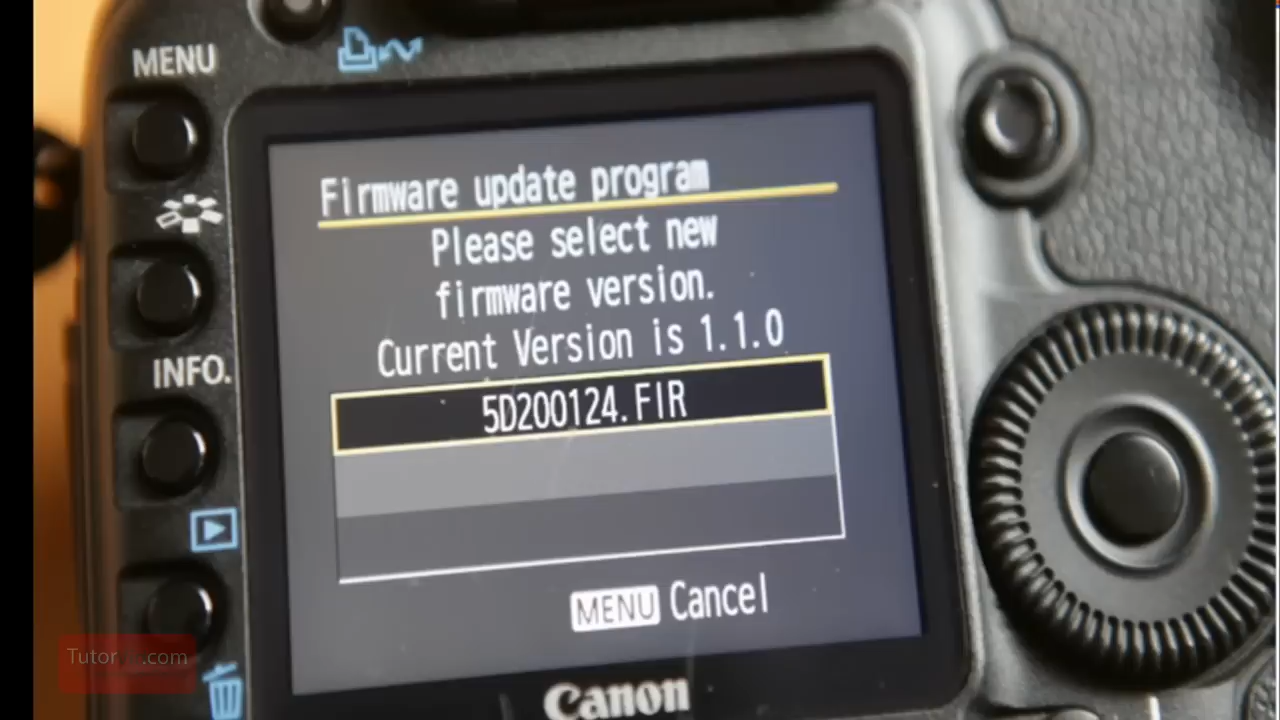 MENU
Firmware update program
Please select new
firmware version.
Current Version is 1.1.0
INFO.
5D200124.FIR
MENU Cancel
Canon